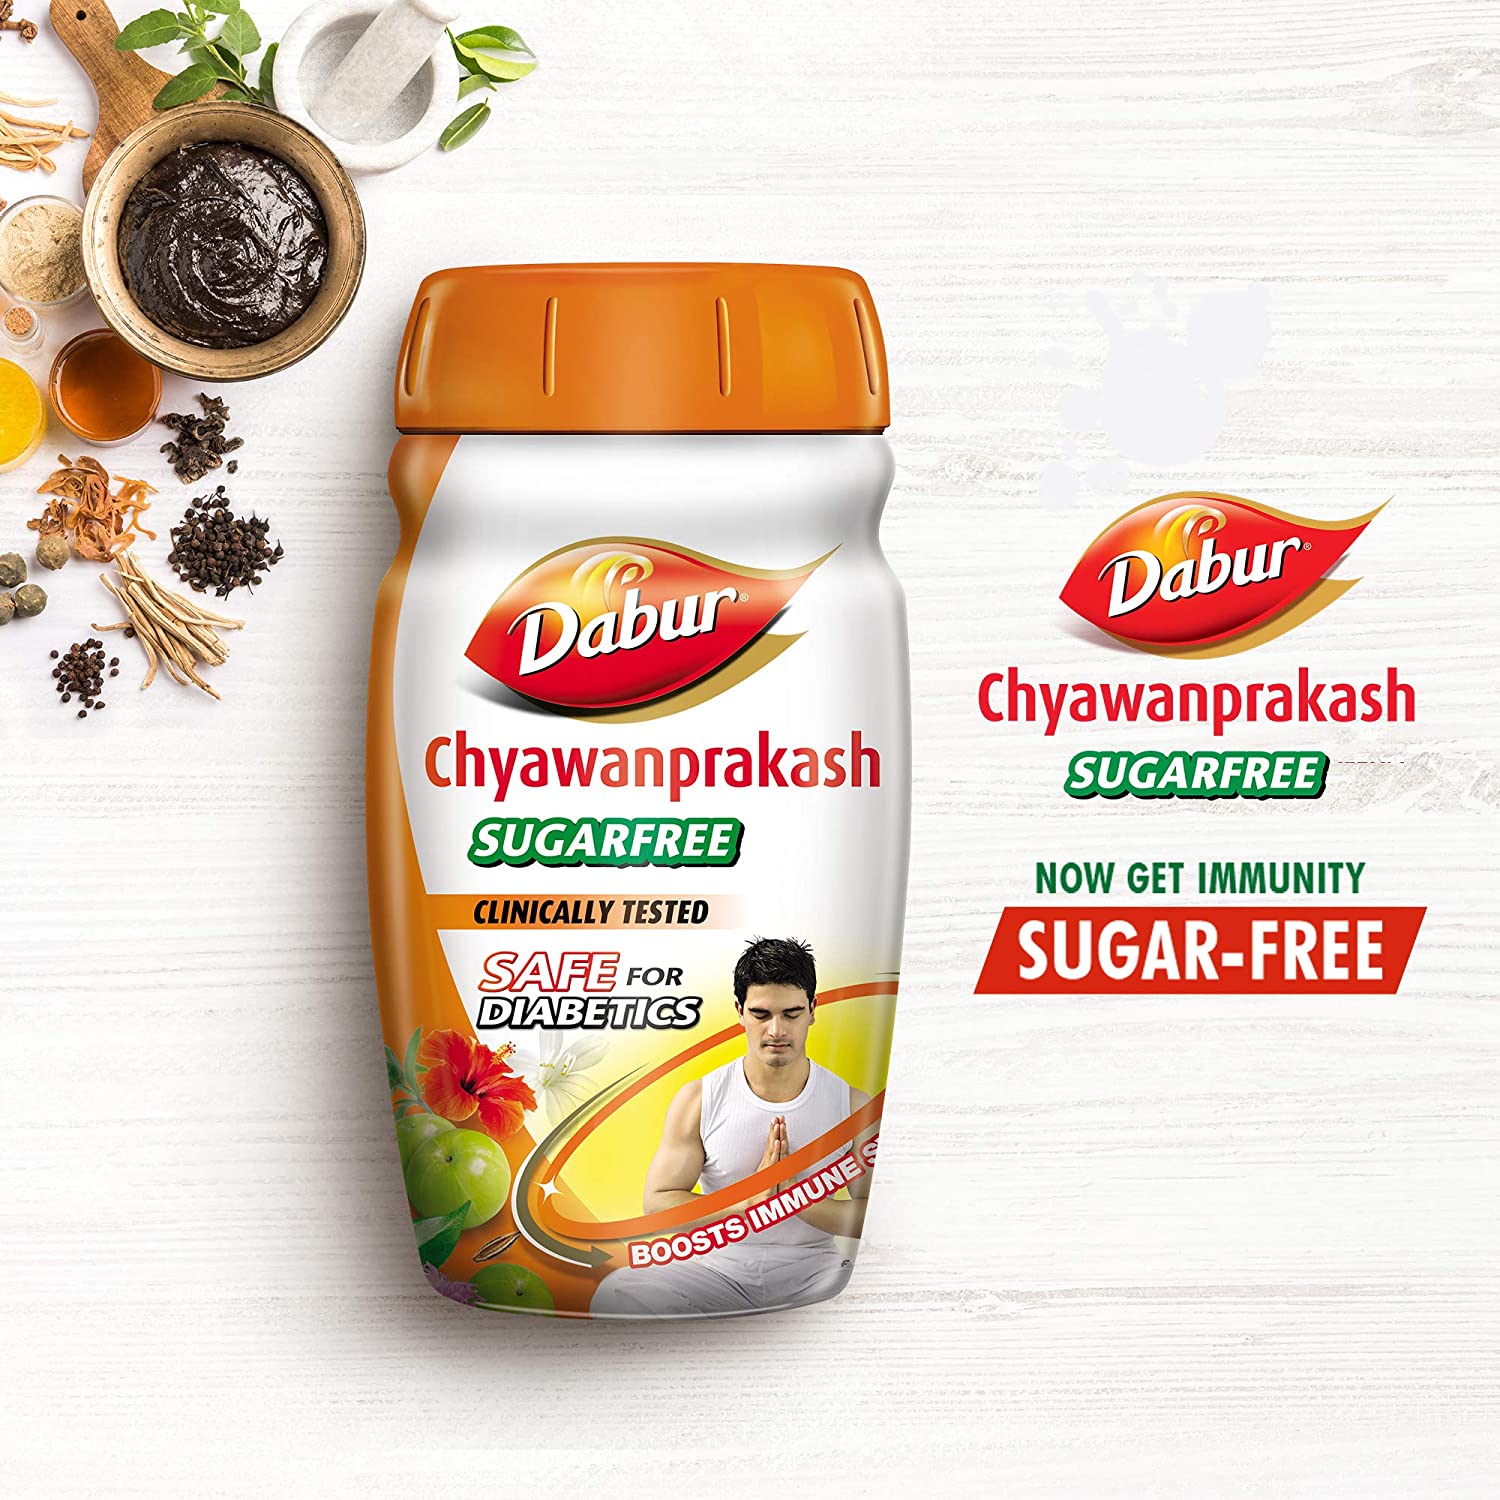 Dabur®
Chyawanprakash
SUGARFREE
CLINICALLY TESTED
SAFE FOR
DIABETICS
BOOSTS IMMUNE
Dabur®
Chyawanprakash
SUGARFREE
NOW GET IMMUNITY
SUGAR-FREE